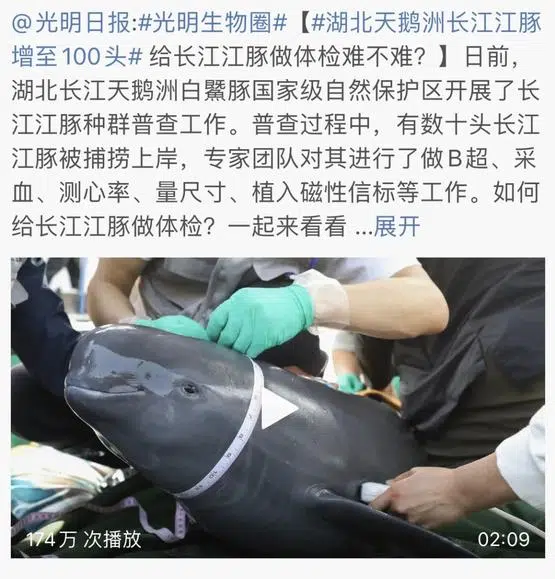 @光明日报:#光明生物圈#【#湖北天鹅洲长江江豚
增至100头# 给长江江豚做体检难不难？】日前，
湖北长江天鹅洲白鱀豚国家级自然保护区开展了长
江江豚种群普查工作。普查过程中，有数十头长江
江豚被捕捞上岸，专家团队对其进行了做B超、采
血、测心率、量尺寸、植入磁性信标等工作。如何
给长江江豚做体检？一起来看看 ...展开
174万 次播放
02:09